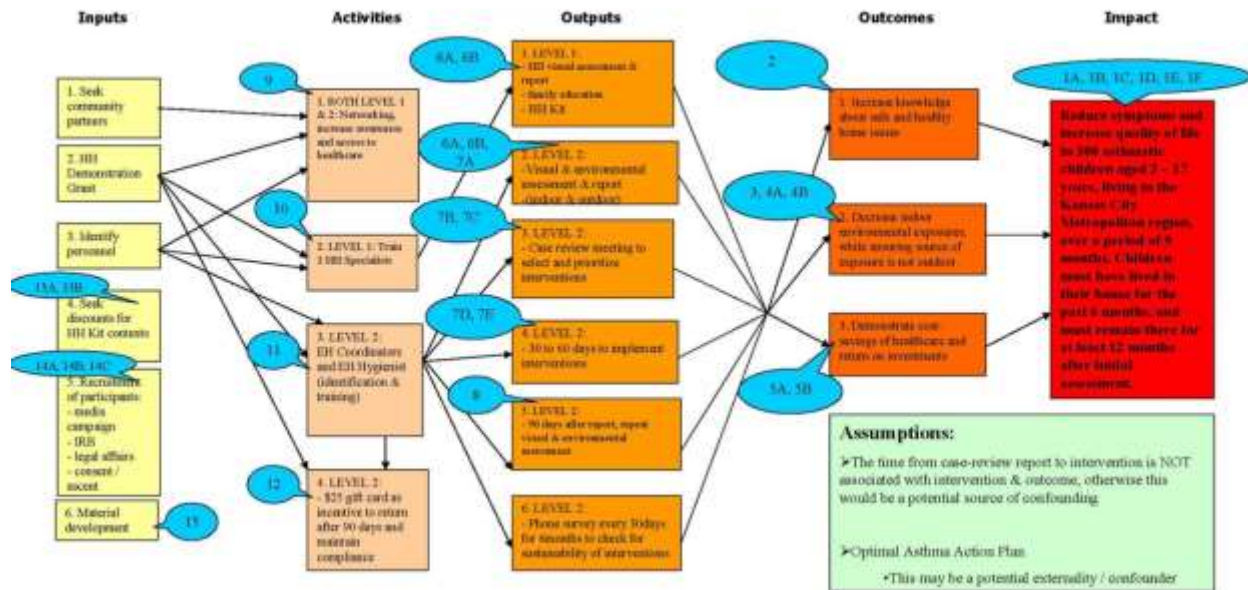 Inputs
Activities
Outputs
Outcomes
Impact
1. Seek
community
partners
2. HH
Demonstration
Grant
3. Identify
personnel
13A, 13B
4. Seek
discounts for
HH Kit contents
14A, 14B, 14C
5. Recruitment
of participants:
- media
campaign
- IRB
- legal affairs
- consent /
assent
6. Material
development
15
9
1. BOTH LEVEL 1
& 2: Networking,
increase awareness
and access to
healthcare
10
2. LEVEL 1: Train
3 HH Specialists
11
3. LEVEL 2:
EH Coordinators
and EH Hygienist
(identification &
training)
12
4. LEVEL 2:
- $25 gift card as
incentive to return
after 90 days and
maintain
compliance
6A, 6B
1. LEVEL 1:
- HH visual assessment &
report
- family education
- HH Kit
6A, 6B,
7A
2. LEVEL 2:
-Visual & environmental
assessment & report
-(indoor & outdoor)
7B, 7C
3. LEVEL 2:
- Case review meeting to
select and prioritize
interventions
7D, 7E
4. LEVEL 2:
- 30 to 60 days to implement
interventions
8
5. LEVEL 2:
- 90 days after report, repeat
visual & environmental
assessment
6. LEVEL 2:
- Phone survey every 30days
for 6months to check for
sustainability of interventions
2
1. Increase knowledge
about safe and healthy
home issues
3, 4A, 4B
2. Decrease indoor
environmental exposures,
while ensuring source of
exposure is not outdoor
3. Demonstrate cost-
savings of healthcare and
return on investments
5A, 5B
1A, 1B, 1C, 1D, 1E, 1F
Reduce symptoms and
increase quality of life
in 300 asthmatic
children aged 2 – 17
years, living in the
Kansas City
Metropolitan region,
over a period of 9
months. Children
must have lived in
their house for the
past 6 months, and
must remain there for
at least 12 months
after initial
assessment.
Assumptions:
➢The time from case-review report to intervention is NOT
associated with intervention & outcome, otherwise this
would be a potential source of confounding
➢Optimal Asthma Action Plan
•This may be a potential externality / confounder